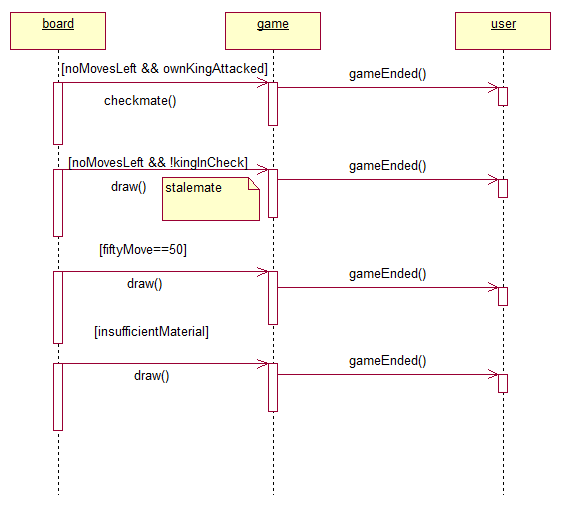 board
game
user
[noMovesLeft && ownKingAttacked]
gameEnded()
checkmate()
[noMovesLeft && !kingInCheck]
gameEnded()
draw()
stalemate
[fiftyMove==50]
gameEnded()
draw()
[insufficientMaterial]
gameEnded()
draw()